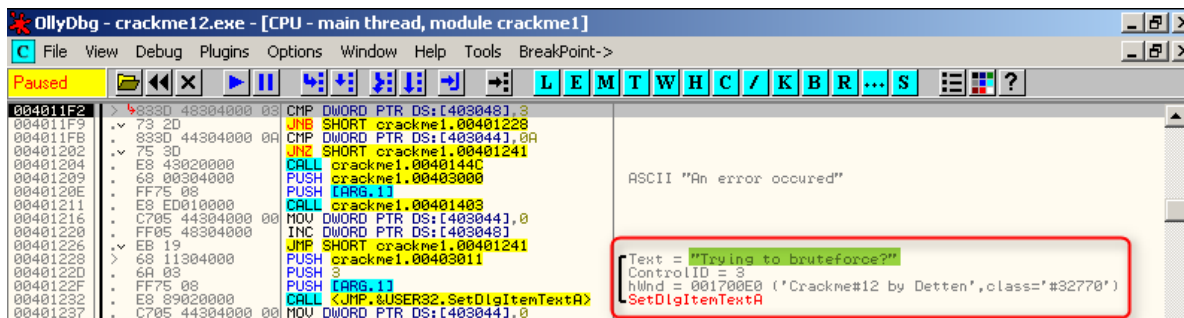 OllyDbg - crackme12.exe - [CPU - main thread, module crackme1]
C File View Debug Plugins Options Window Help Tools BreakPoint->
Paused L E M T W H C / K B R ... S ?
004011F2 > 833D 48304000 03 CMP DWORD PTR DS:[403048],3
004011F9 .v 73 2D JNB SHORT crackme1.00401228
004011FB . 833D 44304000 0A CMP DWORD PTR DS:[403044],0A
00401202 .v 75 3D JNZ SHORT crackme1.00401241
00401204 . E8 43020000 CALL crackme1.0040144C
00401209 . 68 00304000 PUSH crackme1.00403000 ASCII "An error occured"
0040120E . FF75 08 PUSH [ARG.1]
00401211 . E8 ED010000 CALL crackme1.00401403
00401216 . C705 44304000 00 MOV DWORD PTR DS:[403044],0
00401220 . FF05 48304000 INC DWORD PTR DS:[403048]
00401226 .v EB 19 JMP SHORT crackme1.00401241
00401228 > 68 11304000 PUSH crackme1.00403011 Text = "Trying to bruteforce?"
0040122D . 6A 03 PUSH 3 ControlID = 3
0040122F . FF75 08 PUSH [ARG.1] hWnd = 001700E0 ('Crackme#12 by Detten',class='#32770')
00401232 . E8 89020000 CALL <JMP.&USER32.SetDlgItemTextA> SetDlgItemTextA
00401237 . C705 44304000 00 MOV DWORD PTR DS:[403044],0